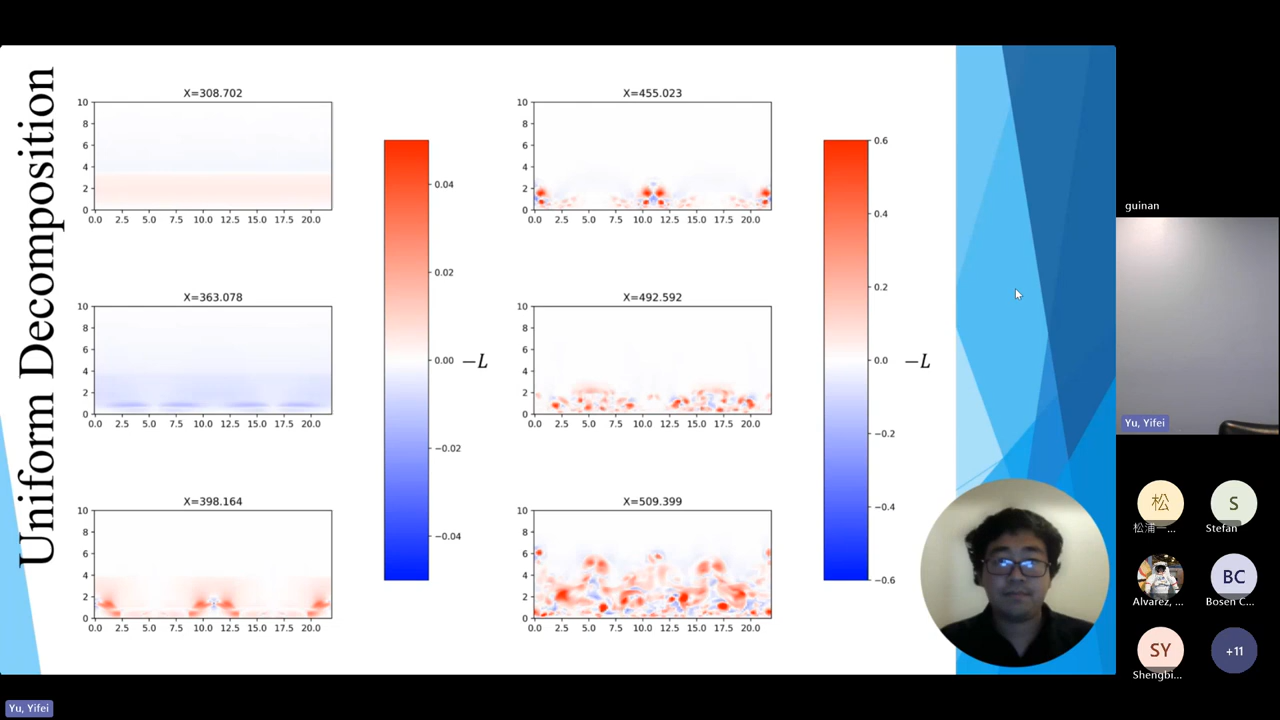 Uniform Decomposition
X=308.702
10
8
6
4
2
0
0.0 2.5 5.0 7.5 10.0 12.5 15.0 17.5 20.0
X=363.078
10
8
6
4
2
0
0.0 2.5 5.0 7.5 10.0 12.5 15.0 17.5 20.0
X=398.164
10
8
6
4
2
0
0.0 2.5 5.0 7.5 10.0 12.5 15.0 17.5 20.0
0.04
0.02
0.00
−0.02
−0.04
−L
X=455.023
10
8
6
4
2
0
0.0 2.5 5.0 7.5 10.0 12.5 15.0 17.5 20.0
X=492.592
10
8
6
4
2
0
0.0 2.5 5.0 7.5 10.0 12.5 15.0 17.5 20.0
X=509.399
10
8
6
4
2
0
0.0 2.5 5.0 7.5 10.0 12.5 15.0 17.5 20.0
0.6
0.4
0.2
0.0
−0.2
−0.4
−0.6
−L
guinan
Yu, Yifei
松 S
松浦一... Stefan
BC
Alvarez, ... Bosen C...
SY +11
Shengbi...
Yu, Yifei